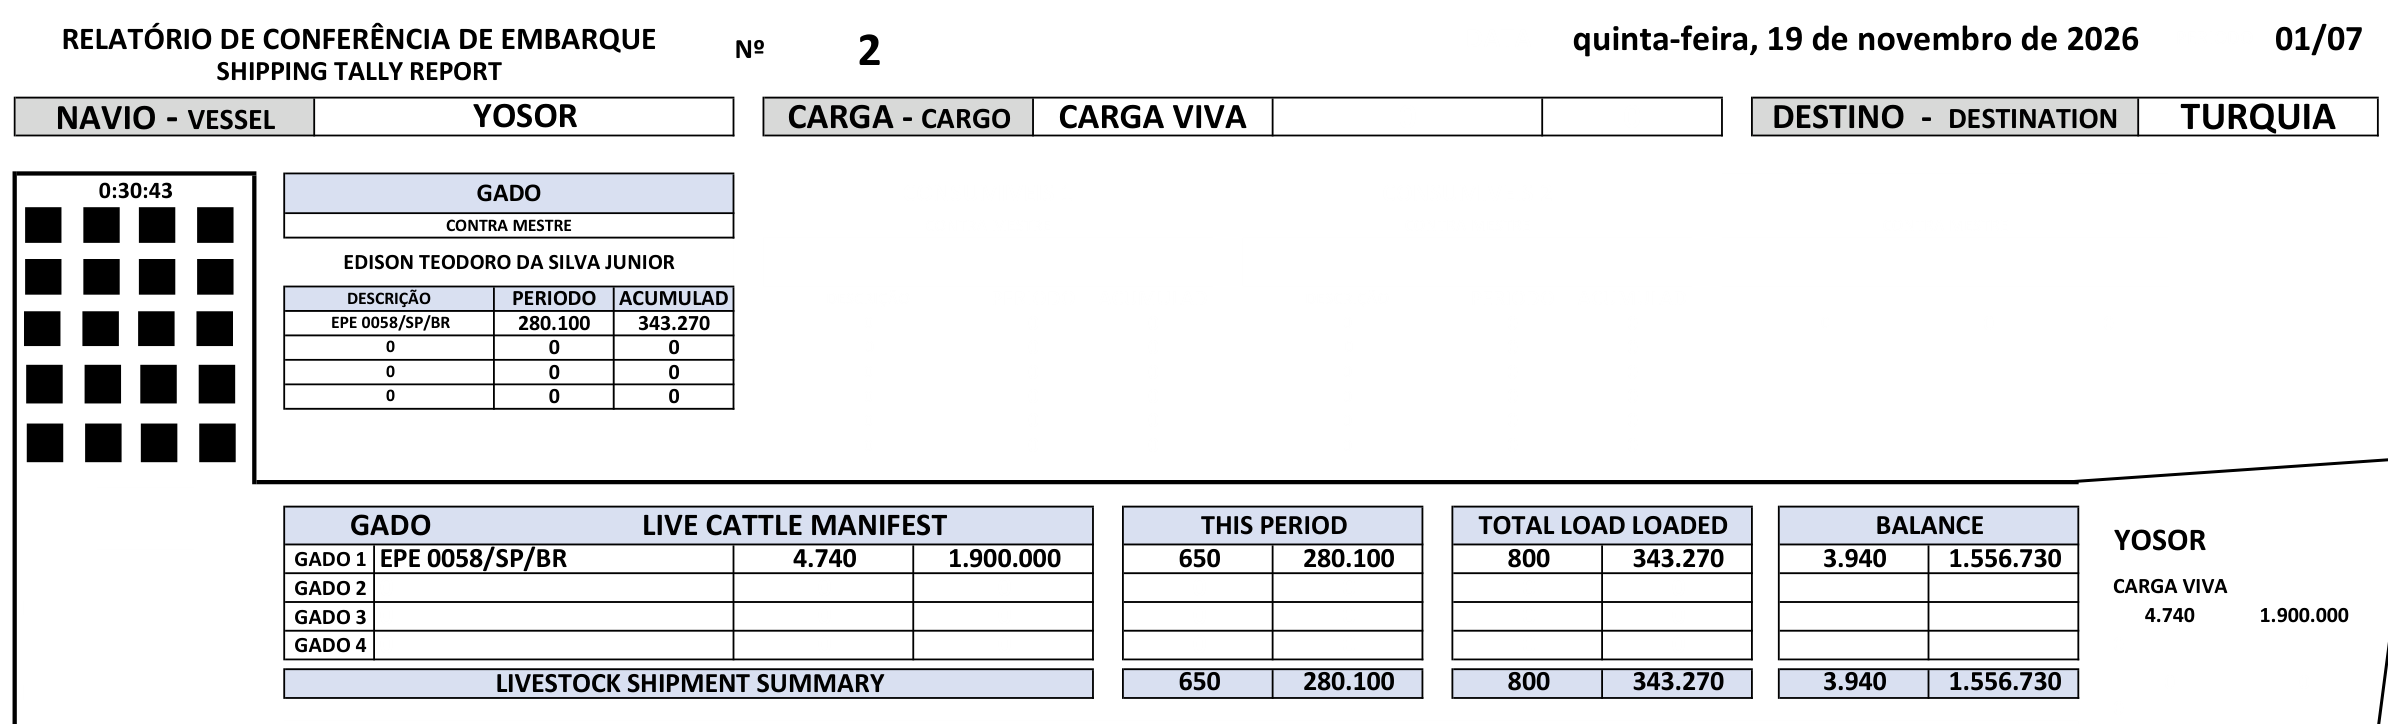 RELATÓRIO DE CONFERÊNCIA DE EMBARQUE
SHIPPING TALLY REPORT
Nº 2
quinta-feira, 19 de novembro de 2026 01/07
NAVIO - VESSEL YOSOR CARGA - CARGO CARGA VIVA DESTINO - DESTINATION TURQUIA
0:30:43
GADO
CONTRA MESTRE
EDISON TEODORO DA SILVA JUNIOR
DESCRIÇÃO PERIODO ACUMULAD
EPE 0058/SP/BR 280.100 343.270
0 0 0
0 0 0
0 0 0
GADO LIVE CATTLE MANIFEST THIS PERIOD TOTAL LOAD LOADED BALANCE
GADO 1 EPE 0058/SP/BR 4.740 1.900.000 650 280.100 800 343.270 3.940 1.556.730
GADO 2
GADO 3
GADO 4
LIVESTOCK SHIPMENT SUMMARY 650 280.100 800 343.270 3.940 1.556.730
YOSOR
CARGA VIVA
4.740 1.900.000